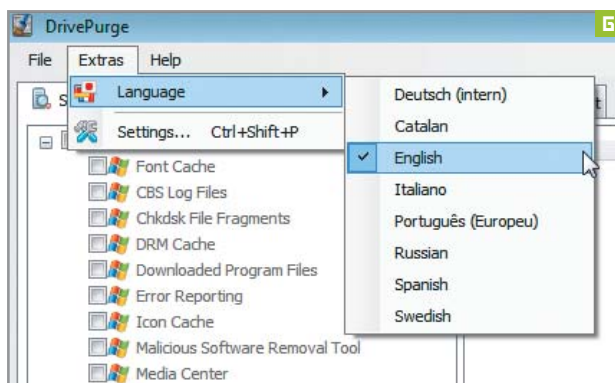 DrivePurge
File Extras Help
Language
Settings... Ctrl+Shift+P
Deutsch (intern)
Catalan
English
Italiano
Português (Europeu)
Russian
Spanish
Swedish
Font Cache
CBS Log Files
Chkdsk File Fragments
DRM Cache
Downloaded Program Files
Error Reporting
Icon Cache
Malicious Software Removal Tool
Media Center